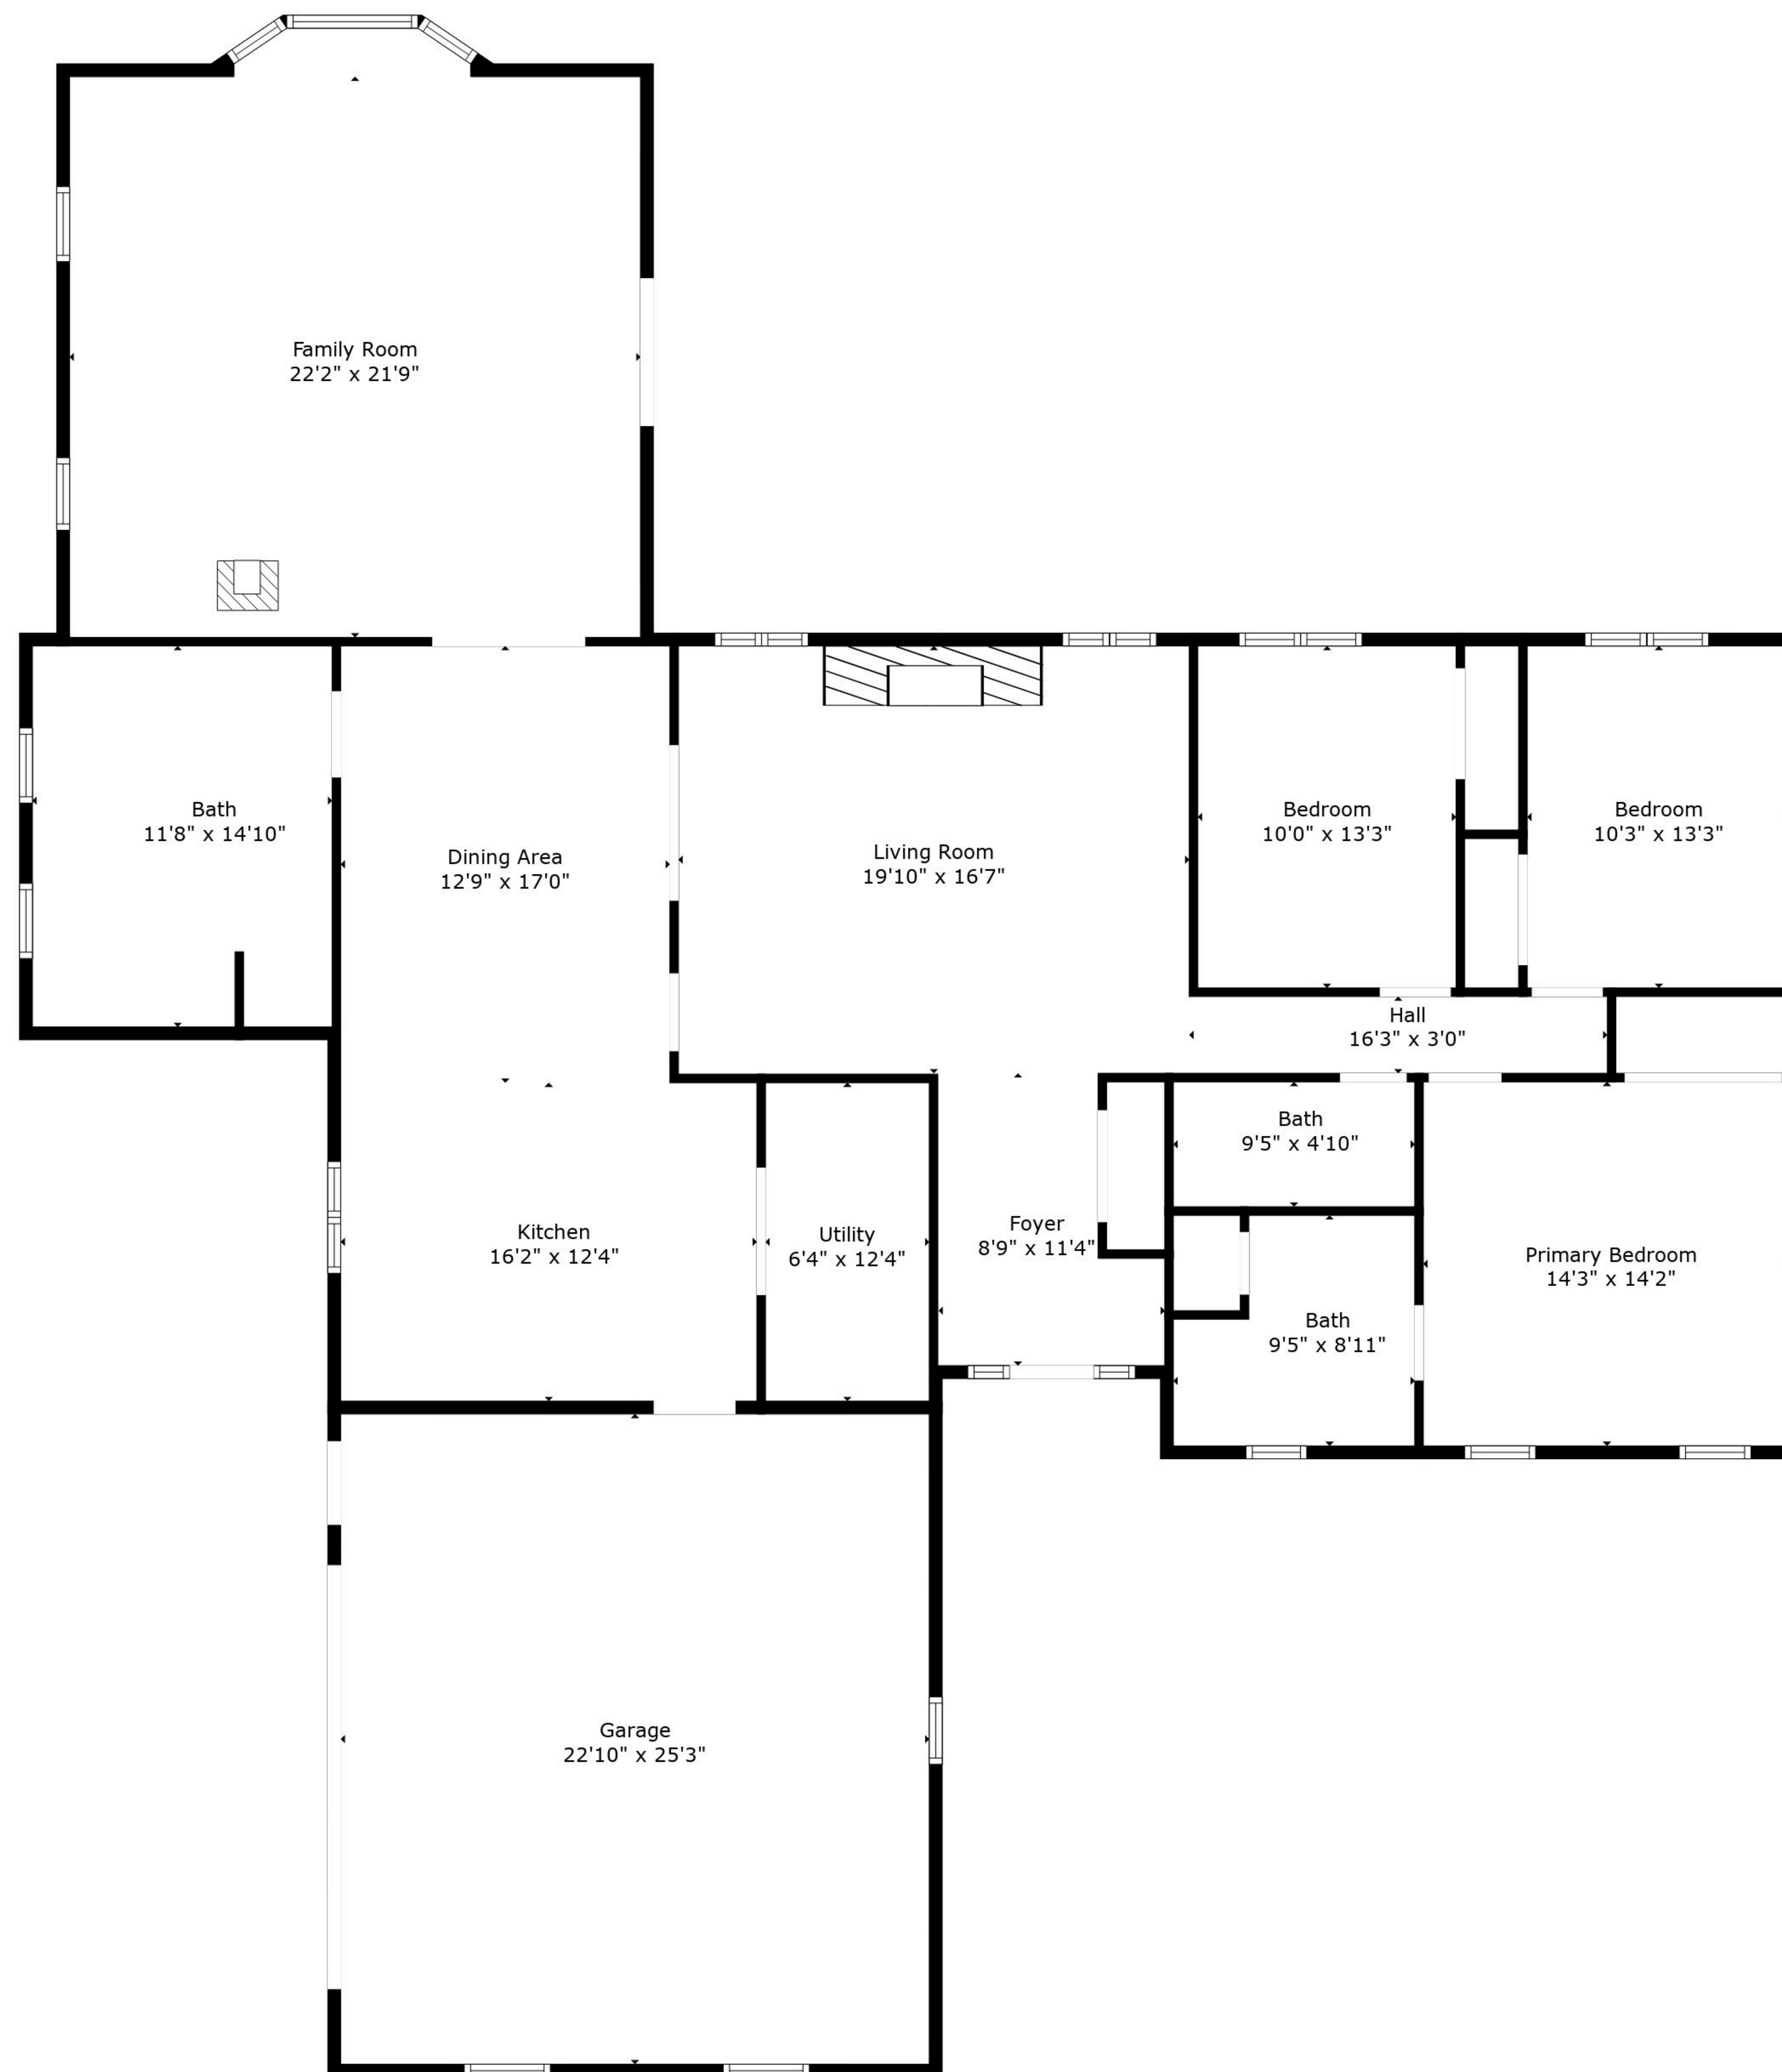 Family Room
22'2" x 21'9"
Bath
11'8" x 14'10"
Dining Area
12'9" x 17'0"
Living Room
19'10" x 16'7"
Bedroom
10'0" x 13'3"
Bedroom
10'3" x 13'3"
Hall
16'3" x 3'0"
Bath
9'5" x 4'10"
Kitchen
16'2" x 12'4"
Utility
6'4" x 12'4"
Foyer
8'9" x 11'4"
Primary Bedroom
14'3" x 14'2"
Bath
9'5" x 8'11"
Garage
22'10" x 25'3"